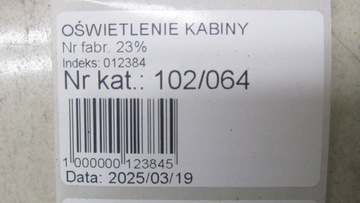 OŚWIETLENIE KABINY
Nr fabr. 23%
Indeks: 012384
Nr kat.: 102/064
1 000000 123845
Data: 2025/03/19